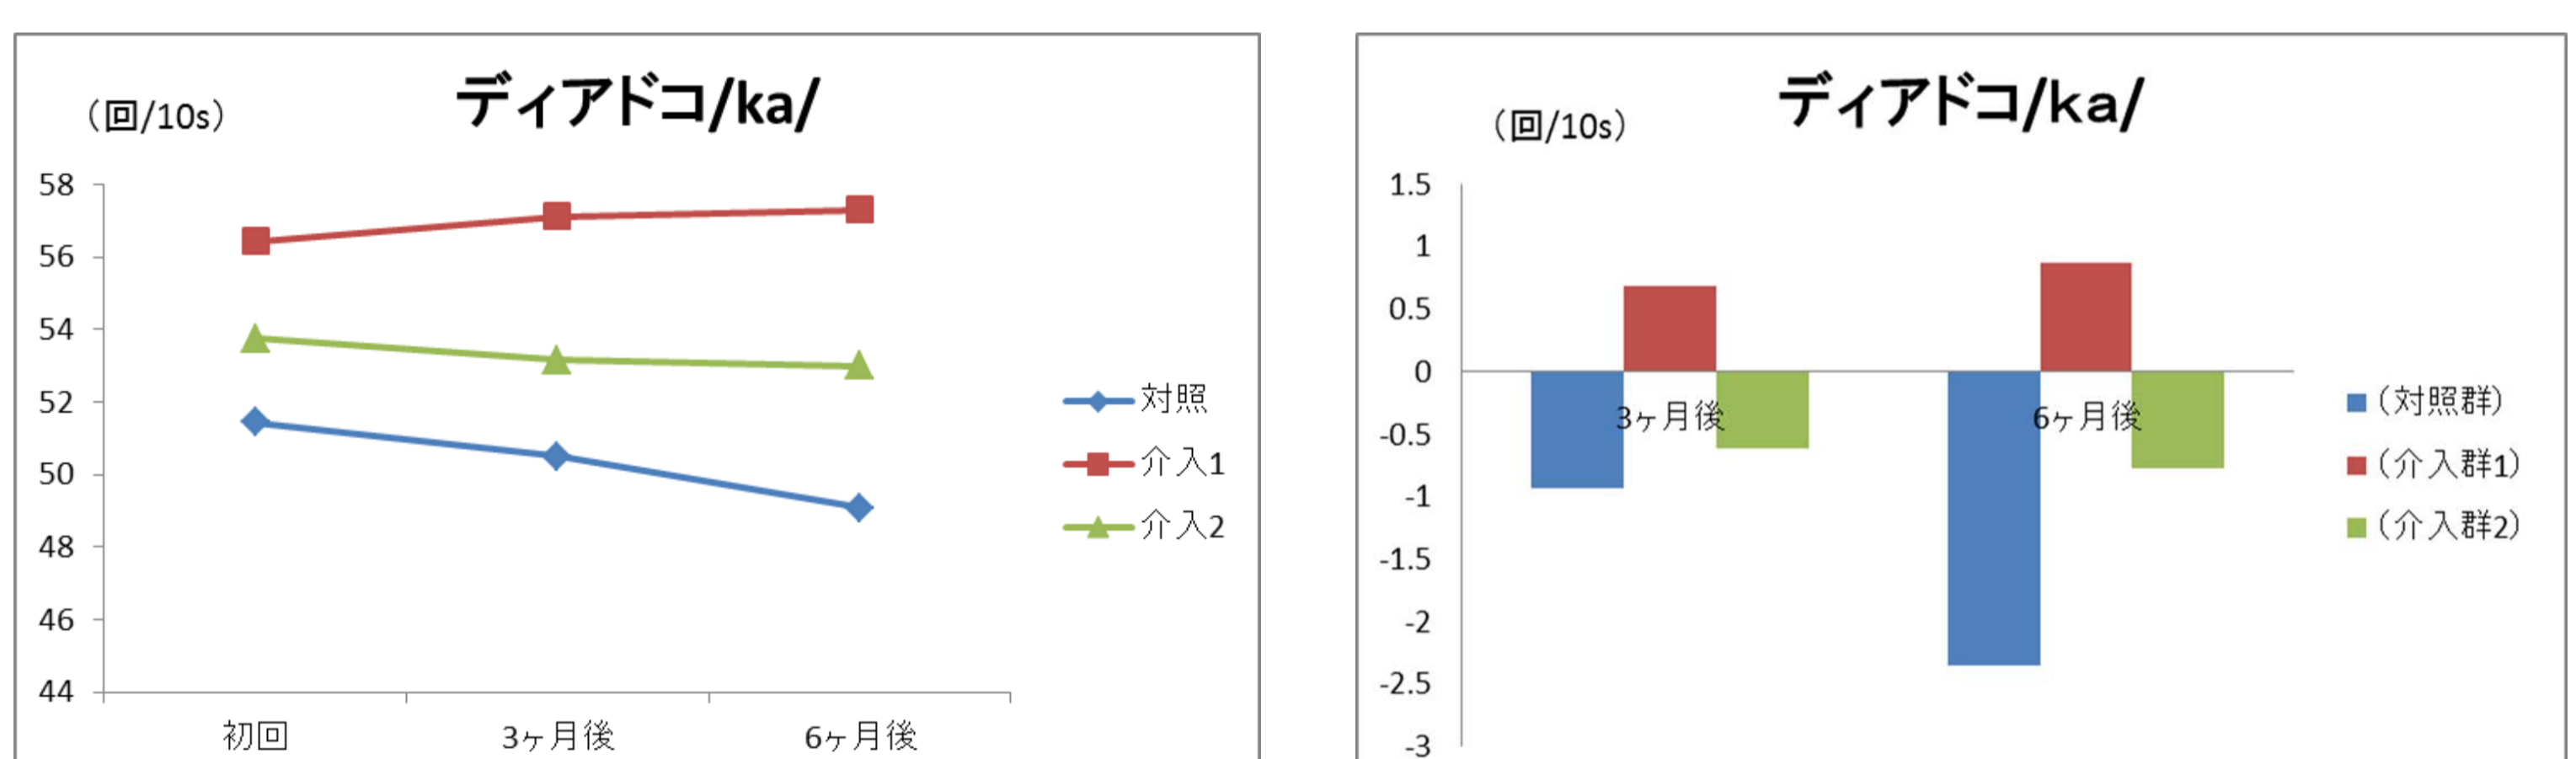 ディアドコ/ka/
（回/10s）
58
56
54
52
50
48
46
44
初回
3ヶ月後
6ヶ月後
対照
介入1
介入2
ディアドコ/ka/
（回/10s）
1.5
1
0.5
0
-0.5
-1
-1.5
-2
-2.5
-3
3ヶ月後
6ヶ月後
（対照群）
（介入群1）
（介入群2）